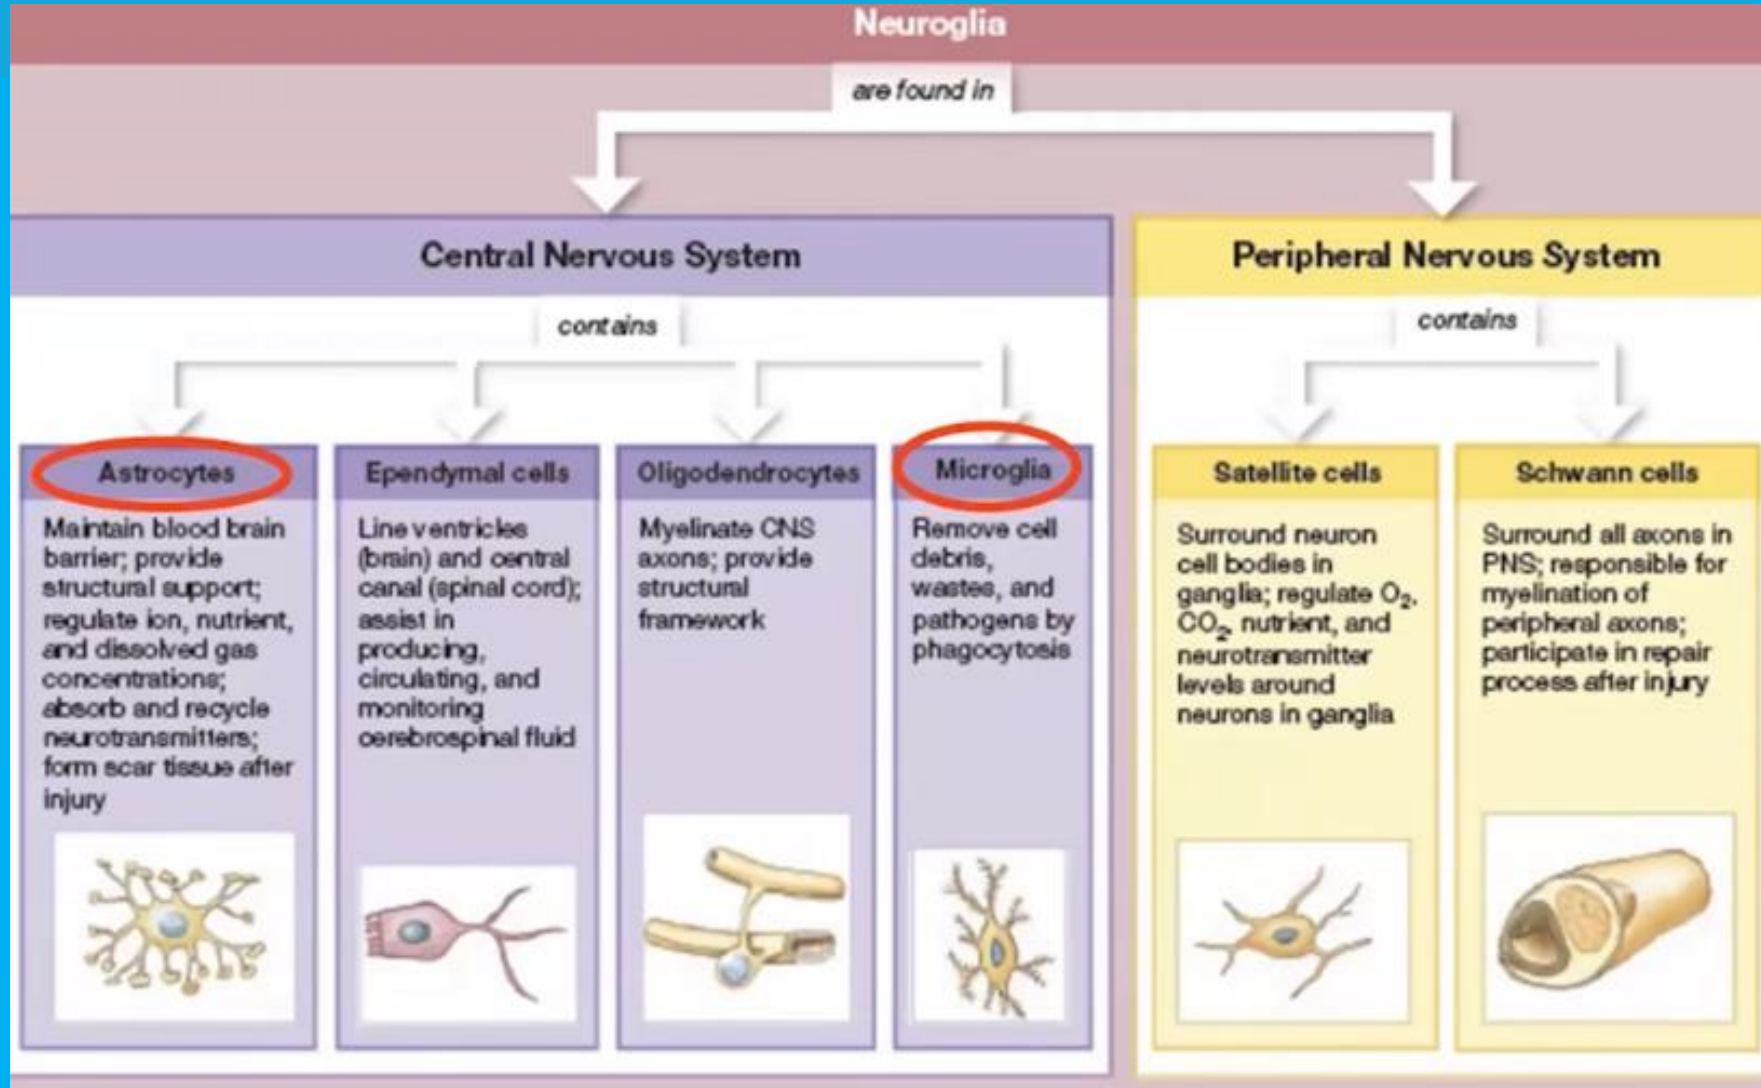 Neuroglia
are found in
Central Nervous System
contains
Astrocytes
Maintain blood brain
barrier; provide
structural support;
regulate ion, nutrient,
and dissolved gas
concentrations;
absorb and recycle
neurotransmitters;
form scar tissue after
injury
Ependymal cells
Line ventricles
(brain) and central
canal (spinal cord);
assist in
producing,
circulating, and
monitoring
cerebrospinal fluid
Oligodendrocytes
Myelinate CNS
axons; provide
structural
framework
Microglia
Remove cell
debris,
wastes, and
pathogens by
phagocytosis
Peripheral Nervous System
contains
Satellite cells
Surround neuron
cell bodies in
ganglia; regulate O₂,
CO₂, nutrient, and
neurotransmitter
levels around
neurons in ganglia
Schwann cells
Surround all axons in
PNS; responsible for
myelination of
peripheral axons;
participate in repair
process after injury